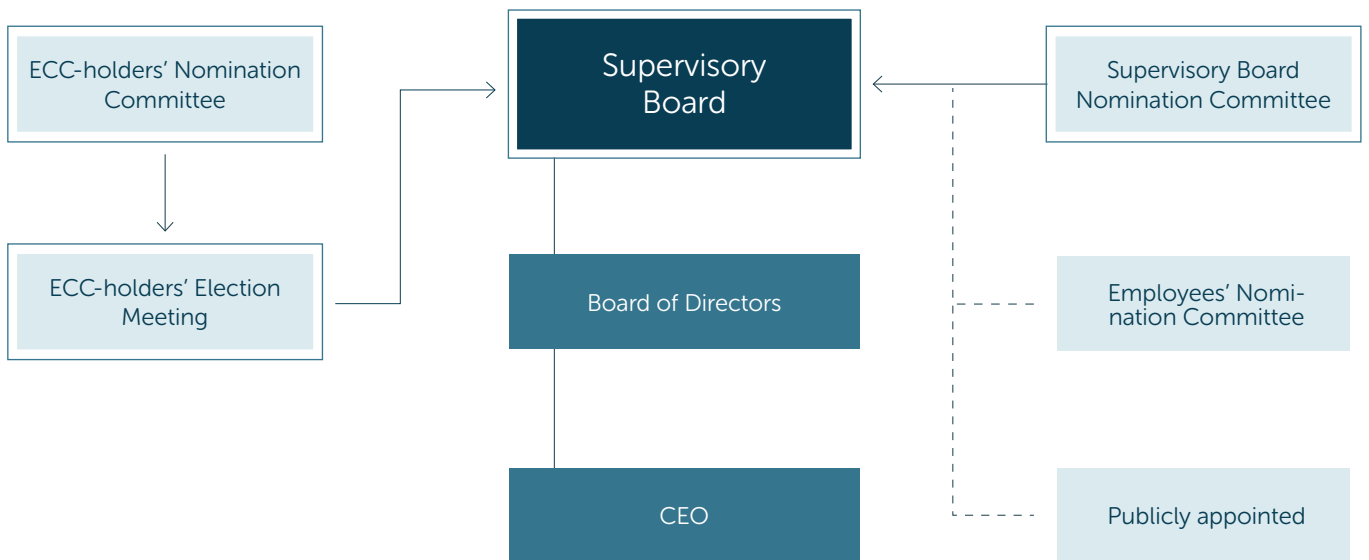 ECC-holders’ Nomination
Committee
Supervisory
Board
Supervisory Board
Nomination Committee
ECC-holders’ Election
Meeting
Board of Directors
Employees’ Nomi-
nation Committee
CEO
Publicly appointed